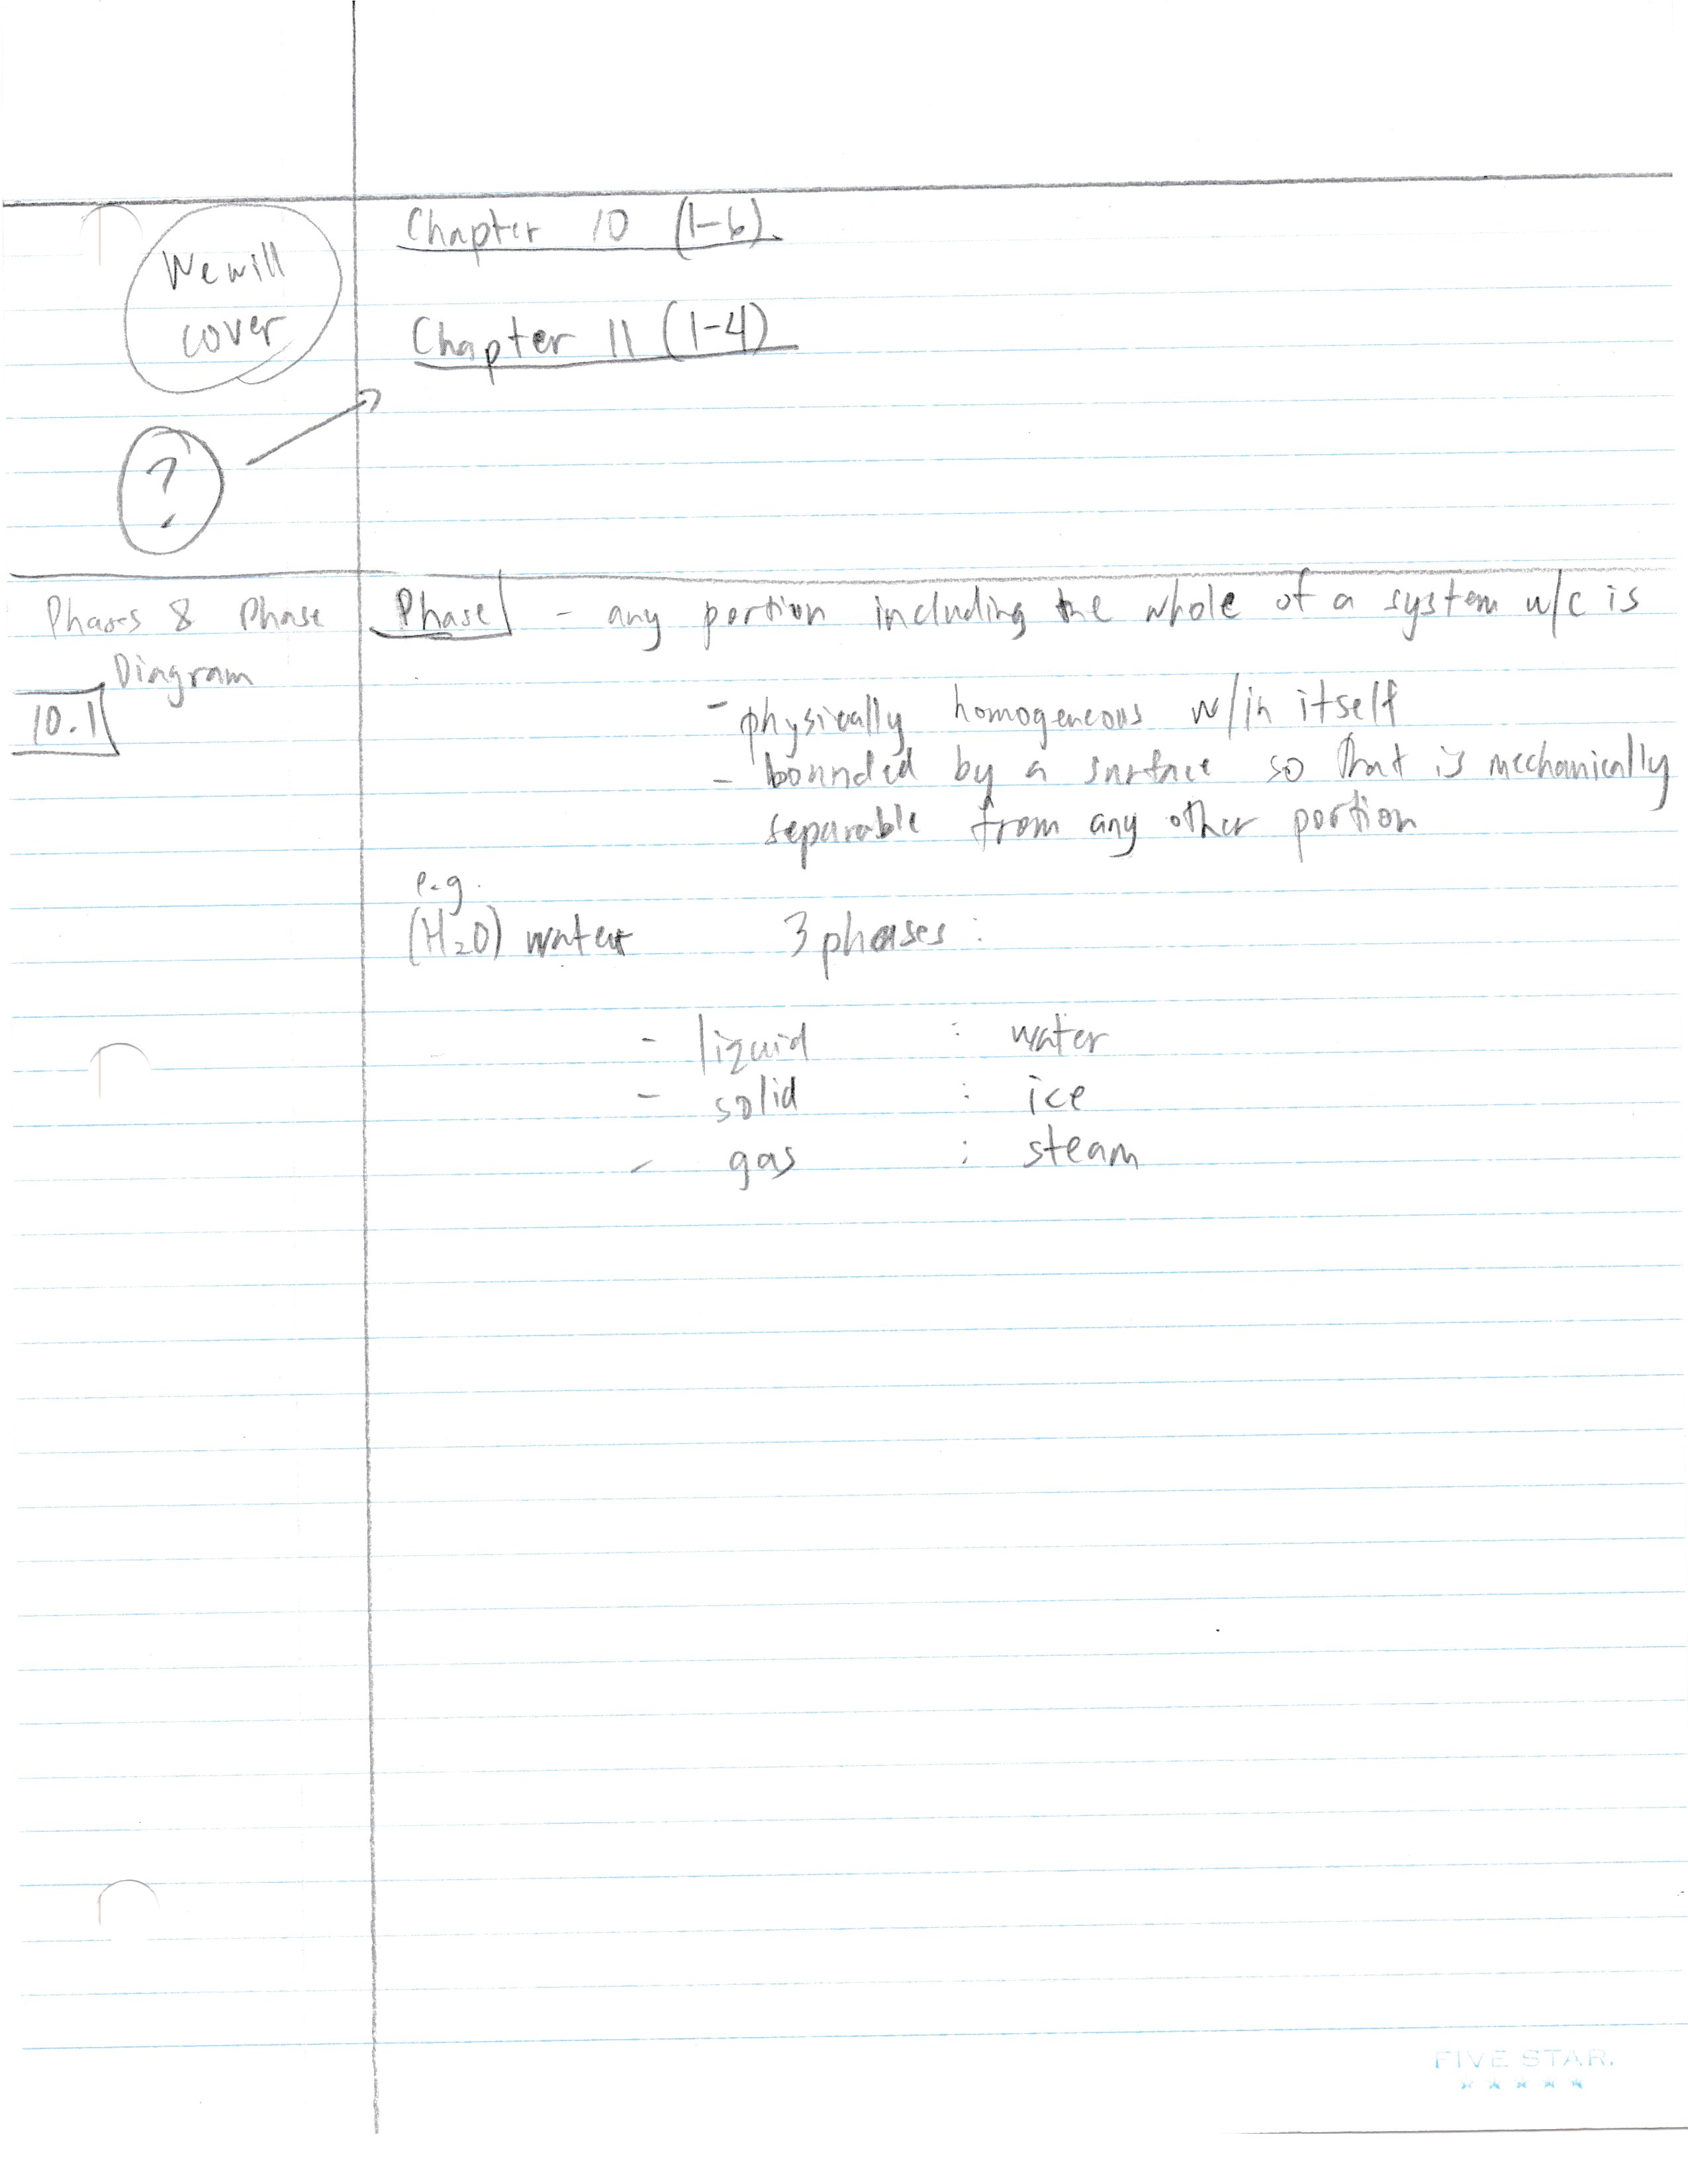 Chapter 10 (1-6)
We will
cover
Chapter 11 (1-4)
?
Phases & Phase
Diagram
10.1
Phase - any portion including the whole of a system w/c is
- physically homogeneous w/in itself
- bounded by a surface so that is mechanically
separable from any other portion
e.g.
(H₂O) water 3 phases :
- liquid : water
- solid : ice
- gas : steam
FIVE STAR.